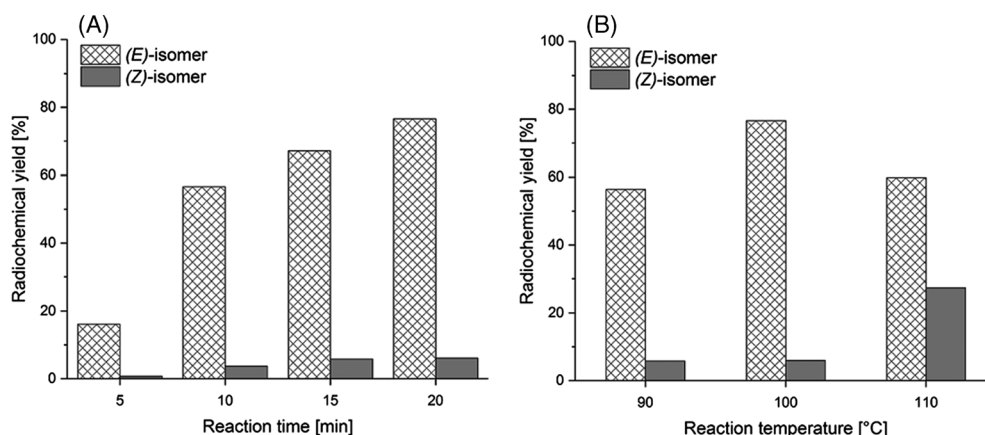 (A)
100
80
60
40
20
0
Radiochemical yield [%]
(E)-isomer
(Z)-isomer
5 10 15 20
Reaction time [min]
(B)
100
80
60
40
20
0
Radiochemical yield [%]
(E)-isomer
(Z)-isomer
90 100 110
Reaction temperature [°C]